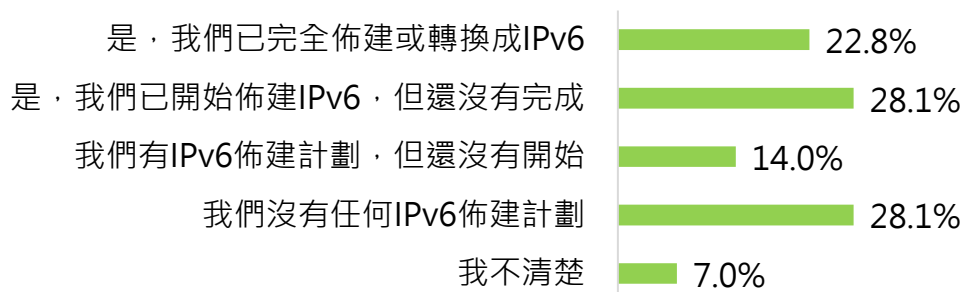 是，我們已完全佈建或轉換成IPv6 22.8%
是，我們已開始佈建IPv6，但還沒有完成 28.1%
我們有IPv6佈建計劃，但還沒有開始 14.0%
我們沒有任何IPv6佈建計劃 28.1%
我不清楚 7.0%